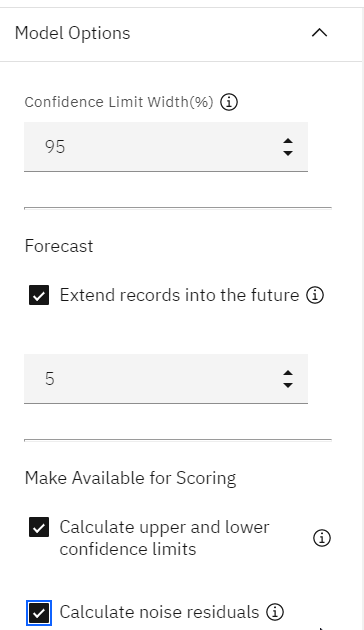 Model Options
Confidence Limit Width(%)
95
Forecast
Extend records into the future
5
Make Available for Scoring
Calculate upper and lower
confidence limits
Calculate noise residuals